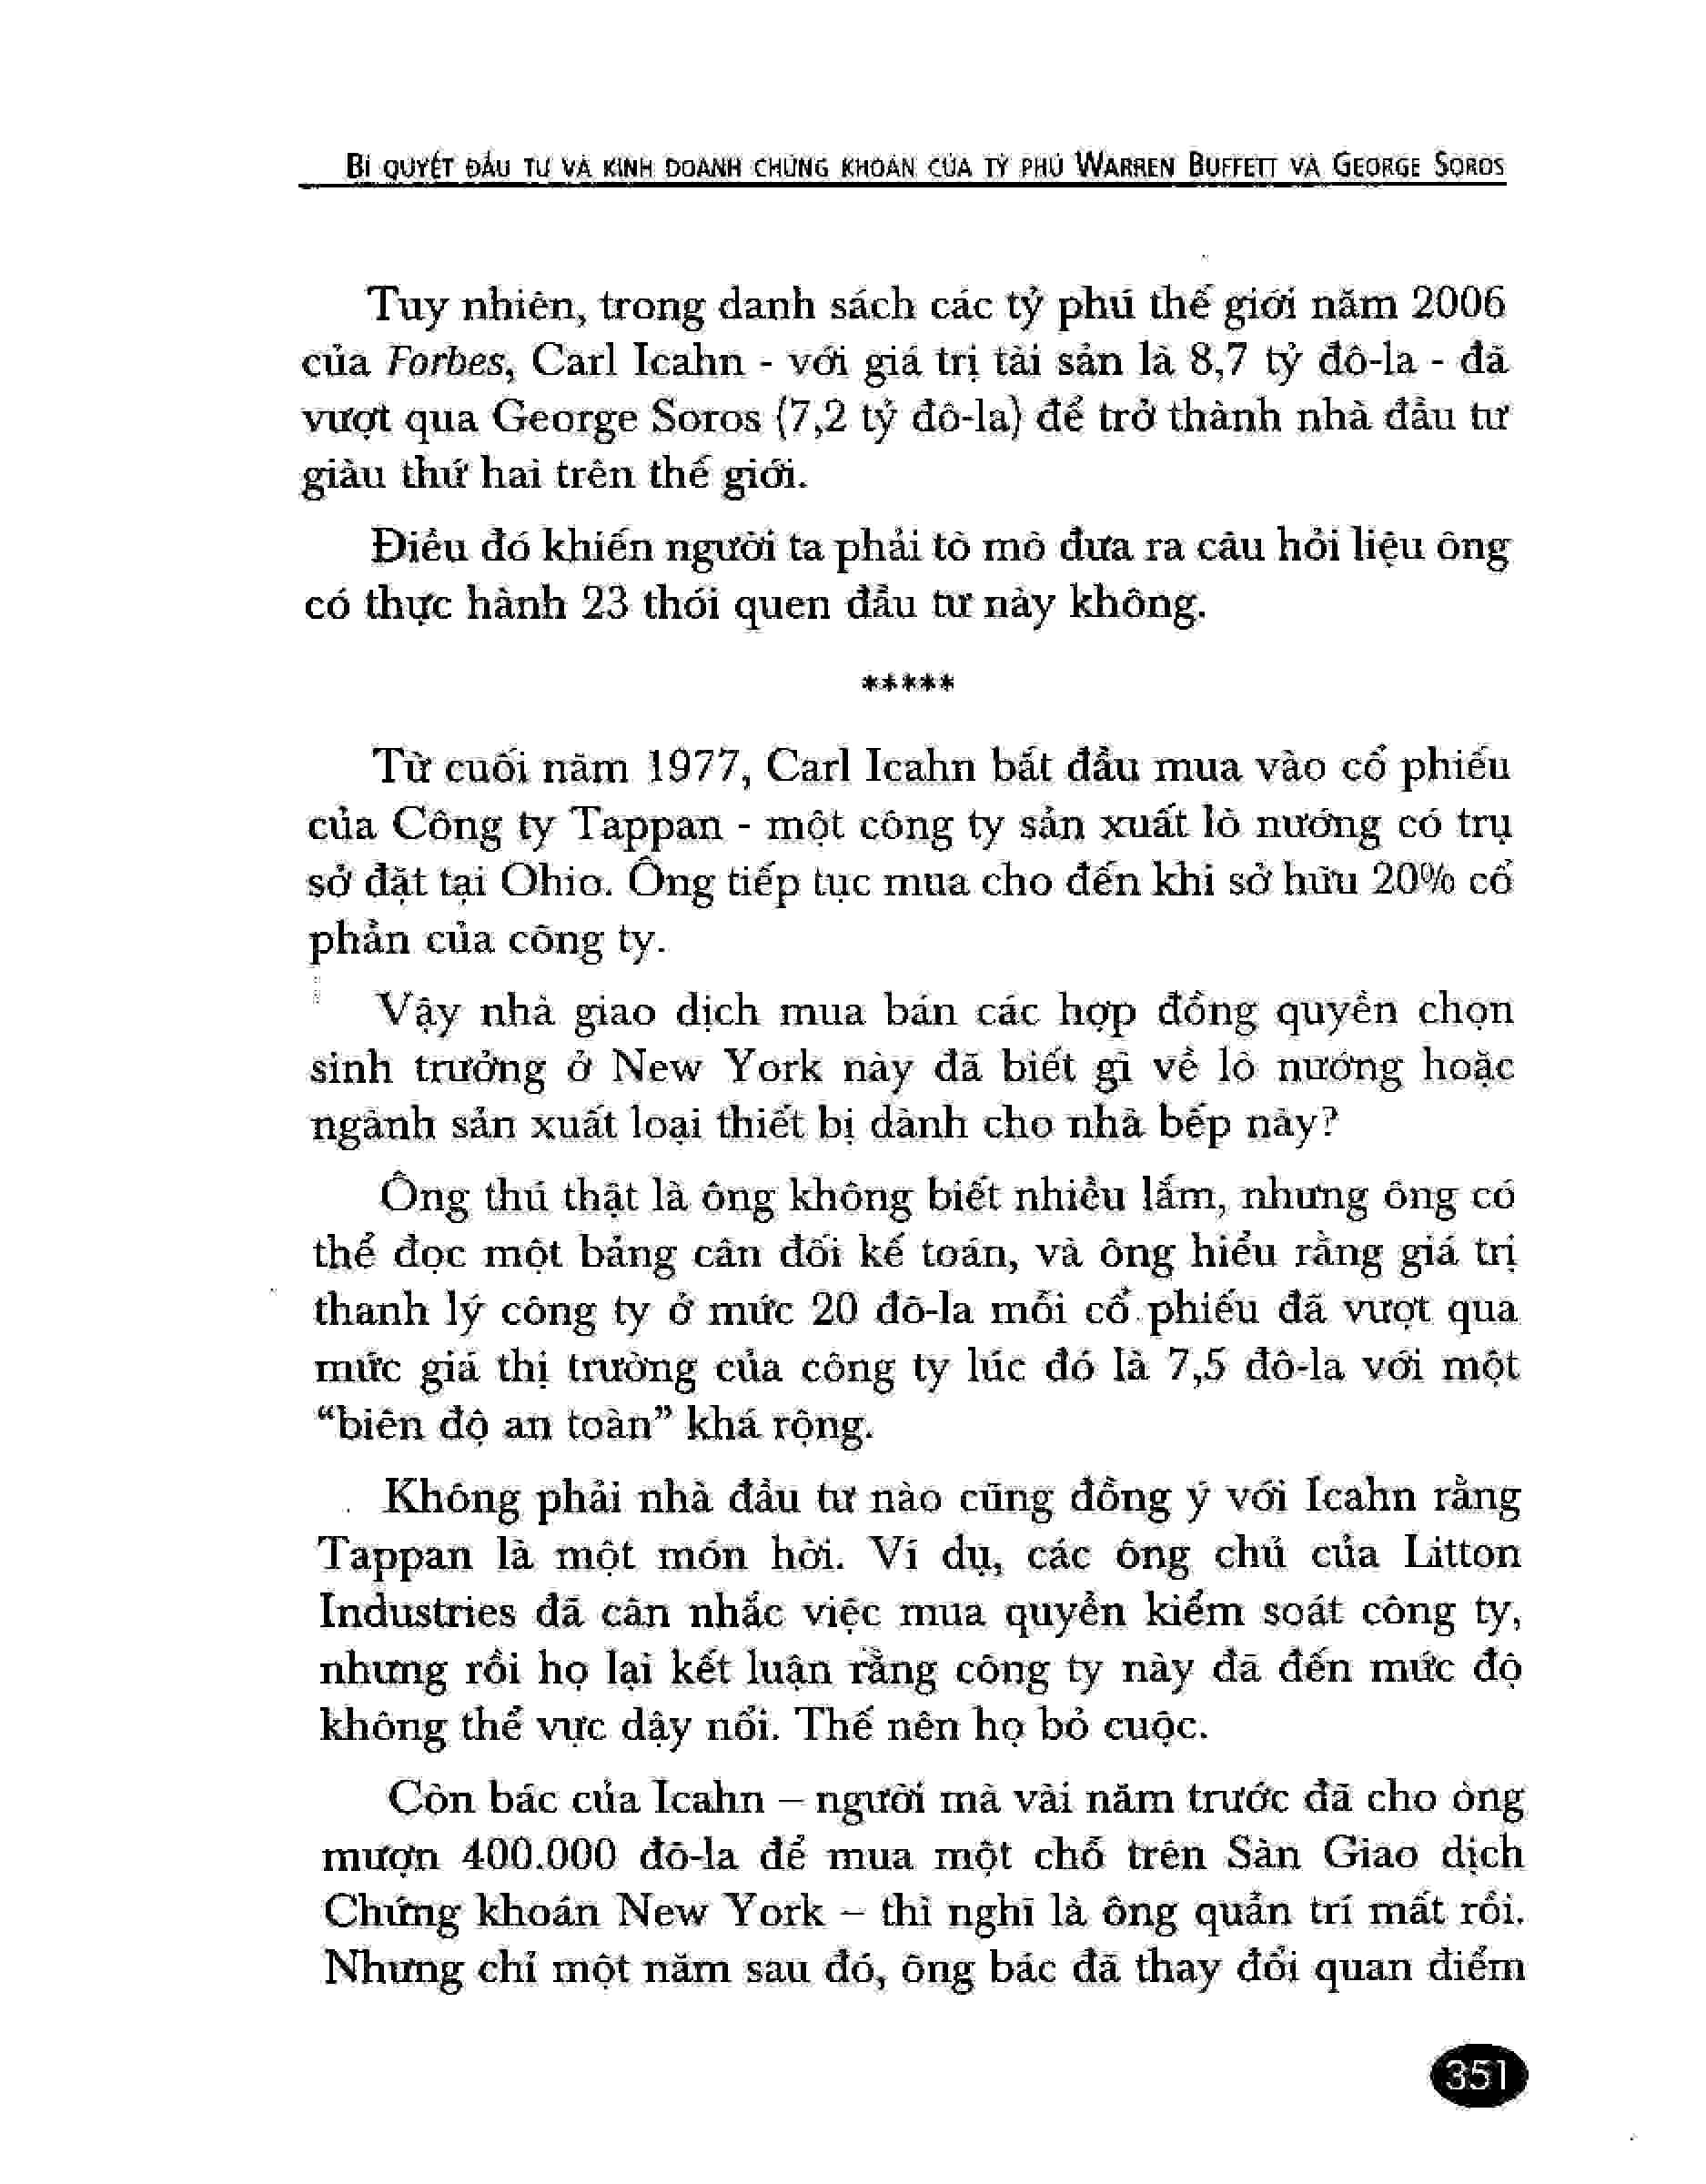 BÍ QUYẾT ĐẦU TƯ VÀ KINH DOANH CHỨNG KHOÁN CỦA TỶ PHÚ WARREN BUFFETT VÀ GEORGE SOROS
Tuy nhiên, trong danh sách các tỷ phú thế giới năm 2006
của Forbes, Carl Icahn - với giá trị tài sản là 8,7 tỷ đô-la - đã
vượt qua George Soros (7,2 tỷ đô-la) để trở thành nhà đầu tư
giàu thứ hai trên thế giới.
Điều đó khiến người ta phải tò mò đưa ra câu hỏi liệu ông
có thực hành 23 thói quen đầu tư này không.
*****
Từ cuối năm 1977, Carl Icahn bắt đầu mua vào cổ phiếu
của Công ty Tappan - một công ty sản xuất lò nướng có trụ
sở đặt tại Ohio. Ông tiếp tục mua cho đến khi sở hữu 20% cổ
phần của công ty.
Vậy nhà giao dịch mua bán các hợp đồng quyền chọn
sinh trưởng ở New York này đã biết gì về lò nướng hoặc
ngành sản xuất loại thiết bị dành cho nhà bếp này?
Ông thú thật là ông không biết nhiều lắm, nhưng ông có
thể đọc một bảng cân đối kế toán, và ông hiểu rằng giá trị
thanh lý công ty ở mức 20 đô-la mỗi cổ phiếu đã vượt qua
mức giá thị trường của công ty lúc đó là 7,5 đô-la với một
“biên độ an toàn” khá rộng.
Không phải nhà đầu tư nào cũng đồng ý với Icahn rằng
Tappan là một món hời. Ví dụ, các ông chủ của Litton
Industries đã cân nhắc việc mua quyền kiểm soát công ty,
nhưng rồi họ lại kết luận rằng công ty này đã đến mức độ
không thể vực dậy nổi. Thế nên họ bỏ cuộc.
Còn bác của Icahn – người mà vài năm trước đã cho ông
mượn 400.000 đô-la để mua một chỗ trên Sàn Giao dịch
Chứng khoán New York – thì nghĩ là ông quẫn trí mất rồi.
Nhưng chỉ một năm sau đó, ông bác đã thay đổi quan điểm
351